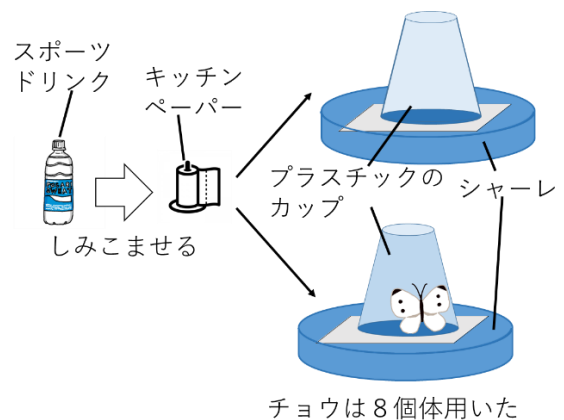 スポーツ
ドリンク
キッチン
ペーパー
しみこませる
プラスチックの
カップ
シャーレ
チョウは８個体用いた